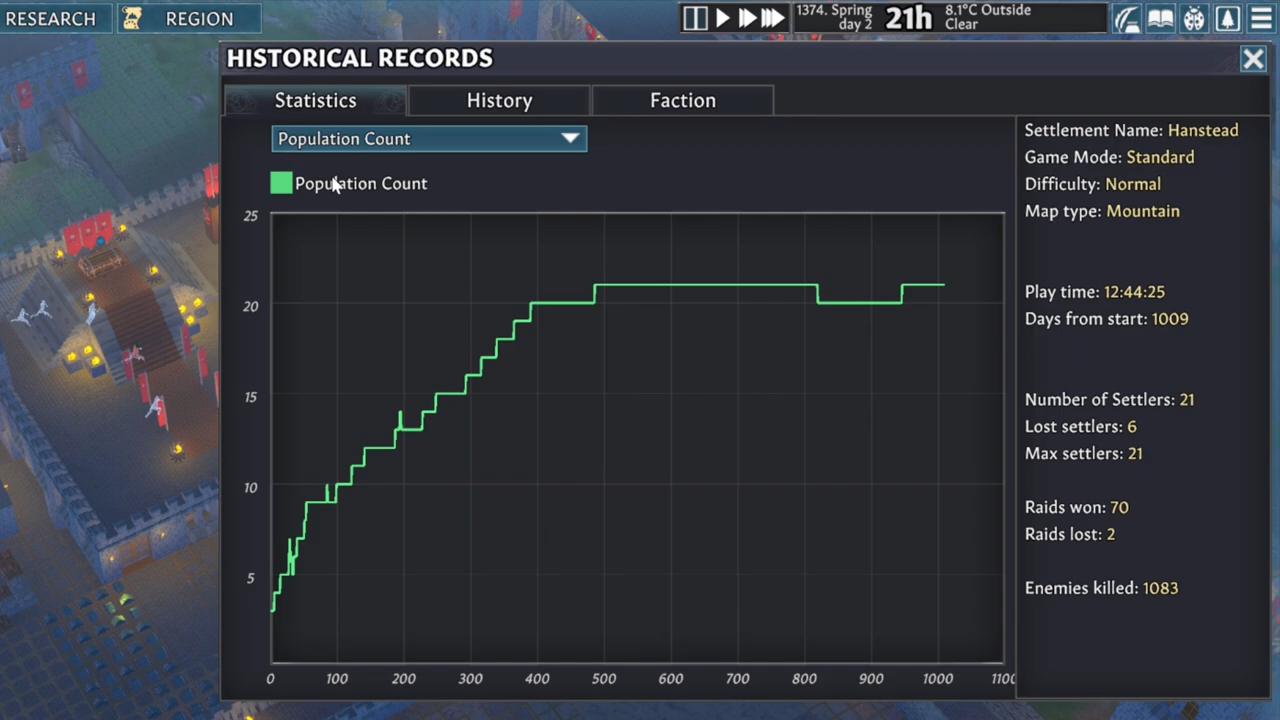 RESEARCH
REGION
1374. Spring
day 2
21h
8.1°C Outside
Clear
HISTORICAL RECORDS
Statistics
History
Faction
Population Count
Population Count
25
20
15
10
5
0 100 200 300 400 500 600 700 800 900 1000
Settlement Name: Hanstead
Game Mode: Standard
Difficulty: Normal
Map type: Mountain
Play time: 12:44:25
Days from start: 1009
Number of Settlers: 21
Lost settlers: 6
Max settlers: 21
Raids won: 70
Raids lost: 2
Enemies killed: 1083